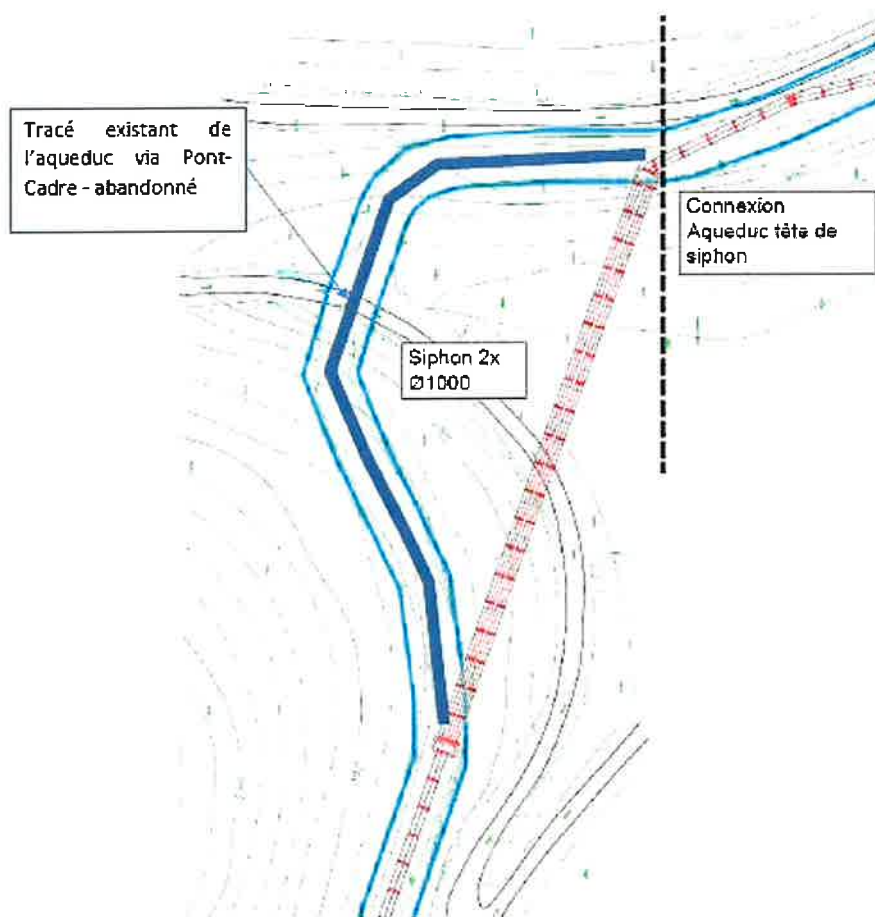 Tracé existant de
l'aqueduc via Pont-
Cadre - abandonné
Connexion
Aqueduc tête de
siphon
Siphon 2x
Ø1000